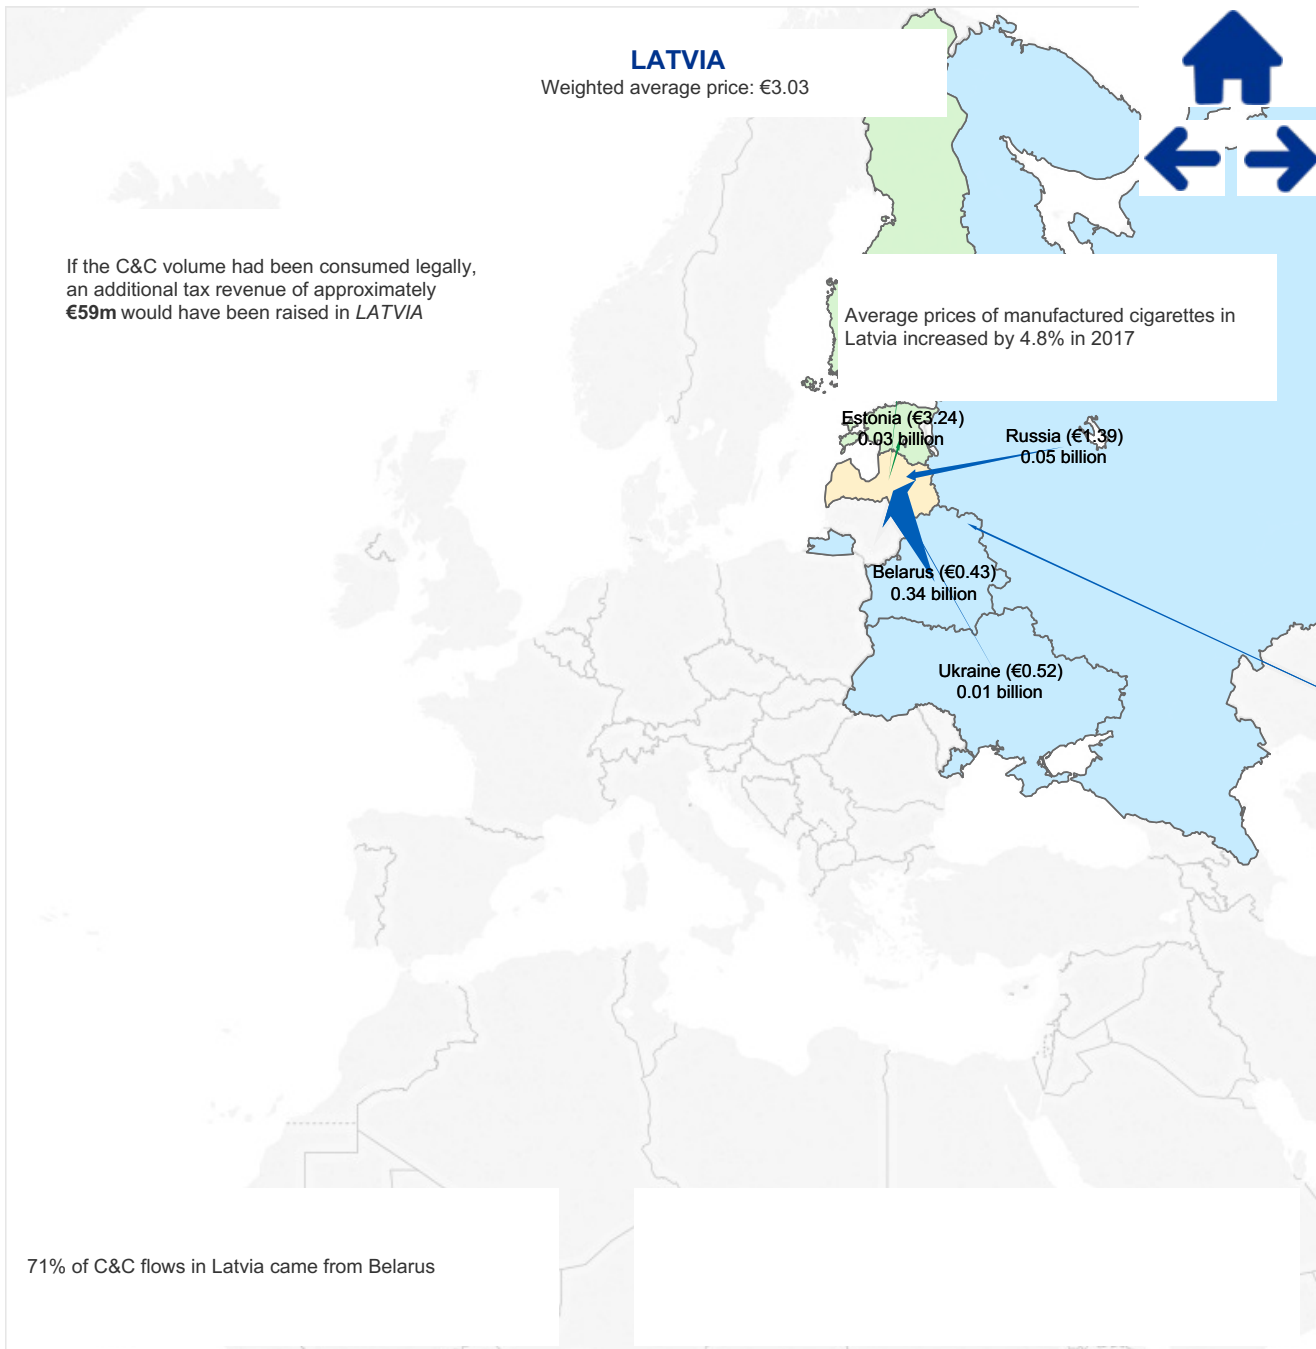 LATVIA
Weighted average price: €3.03
If the C&C volume had been consumed legally,
an additional tax revenue of approximately
€59m would have been raised in LATVIA
Average prices of manufactured cigarettes in
Latvia increased by 4.8% in 2017
Estonia (€3.24)
0.03 billion
Russia (€1.39)
0.05 billion
Belarus (€0.43)
0.34 billion
Ukraine (€0.52)
0.01 billion
71% of C&C flows in Latvia came from Belarus